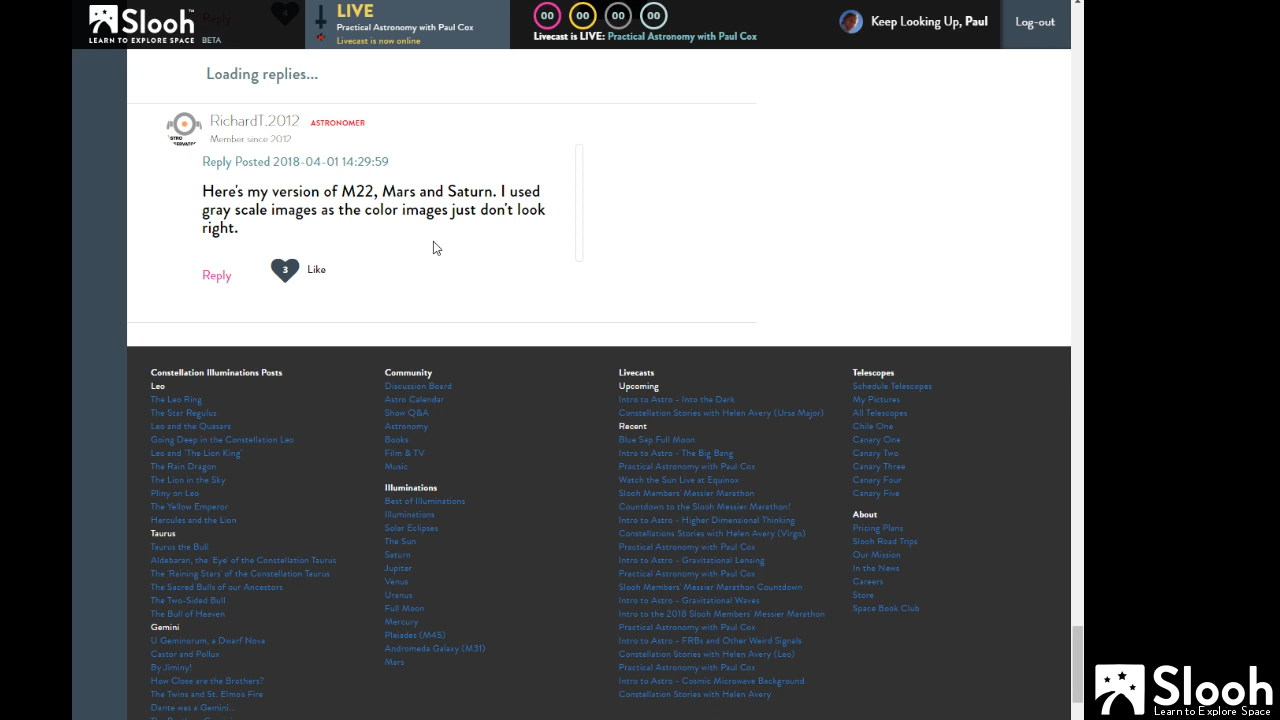 Reply
Slooh™
LEARN TO EXPLORE SPACE BETA
LIVE
Practical Astronomy with Paul Cox
Livecast is now online
00 00 00 00
Livecast is LIVE: Practical Astronomy with Paul Cox
Keep Looking Up, Paul
Log-out
Loading replies...
RichardT.2012 ASTRONOMER
Member since 2012
Reply Posted 2018-04-01 14:29:59
Here's my version of M22, Mars and Saturn. I used
gray scale images as the color images just don't look
right.
Reply 3 Like
Constellation Illuminations Posts
Leo
The Leo Ring
The Star Regulus
Leo and the Quasars
Going Deep in the Constellation Leo
Leo and 'The Lion King'
The Rain Dragon
The Lion in the Sky
Pliny on Leo
The Yellow Emperor
Hercules and the Lion
Taurus
Taurus the Bull
Aldebaran, the 'Eye' of the Constellation Taurus
The 'Raining Stars' of the Constellation Taurus
The Sacred Bulls of our Ancestors
The Two-Sided Bull
The Bull of Heaven
Gemini
U Geminorum, a Dwarf Nova
Castor and Pollux
By Jiminy!
How Close are the Brothers?
The Twins and St. Elmo's Fire
Dante was a Gemini...
Community
Discussion Board
Astro Calendar
Show Q&A
Astronomy
Books
Film & TV
Music
Illuminations
Best of Illuminations
Illuminations
Solar Eclipses
The Sun
Saturn
Jupiter
Venus
Uranus
Full Moon
Mercury
Pleiades (M45)
Andromeda Galaxy (M31)
Mars
Livecasts
Upcoming
Intro to Astro - Into the Dark
Constellation Stories with Helen Avery (Ursa Major)
Recent
Blue Sap Full Moon
Intro to Astro - The Big Bang
Practical Astronomy with Paul Cox
Watch the Sun Live at Equinox
Slooh Members' Messier Marathon
Countdown to the Slooh Messier Marathon!
Intro to Astro - Higher Dimensional Thinking
Constellations Stories with Helen Avery (Virgo)
Practical Astronomy with Paul Cox
Intro to Astro - Gravitational Lensing
Practical Astronomy with Paul Cox
Slooh Members' Messier Marathon Countdown
Intro to Astro - Gravitational Waves
Intro to the 2018 Slooh Members' Messier Marathon
Practical Astronomy with Paul Cox
Intro to Astro - FRBs and Other Weird Signals
Constellation Stories with Helen Avery (Leo)
Practical Astronomy with Paul Cox
Intro to Astro - Cosmic Microwave Background
Constellation Stories with Helen Avery
Telescopes
Schedule Telescopes
My Pictures
All Telescopes
Chile One
Canary One
Canary Two
Canary Three
Canary Four
Canary Five
About
Pricing Plans
Slooh Road Trips
Our Mission
In the News
Careers
Store
Space Book Club
Slooh
Learn to Explore Space